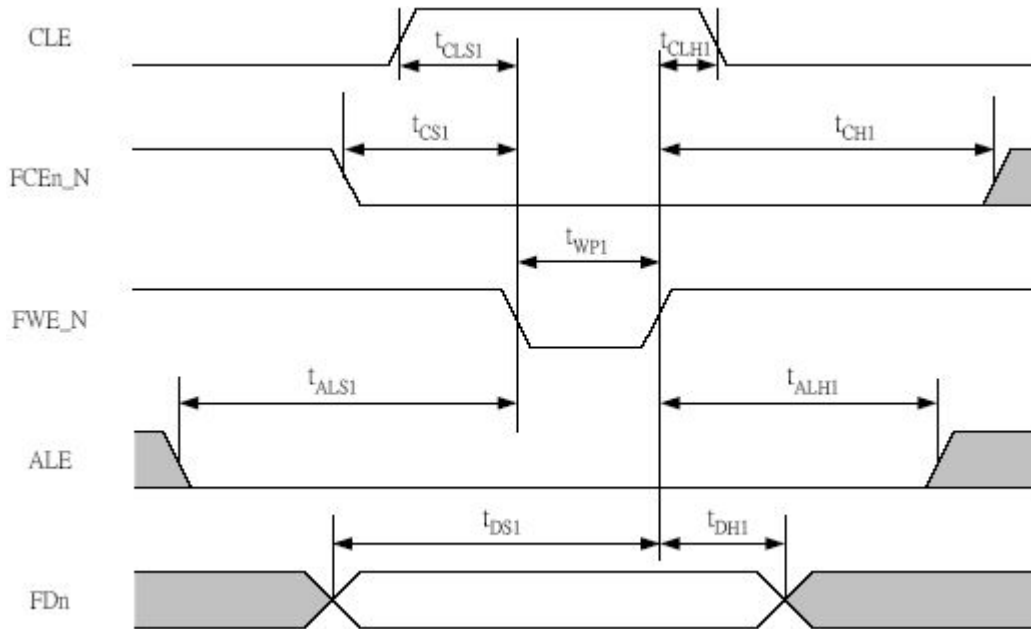 CLE
tCLS1
tCLH1
tCS1
tCH1
FCEn_N
tWP1
FWE_N
tALS1
tALH1
ALE
tDS1
tDH1
FDn